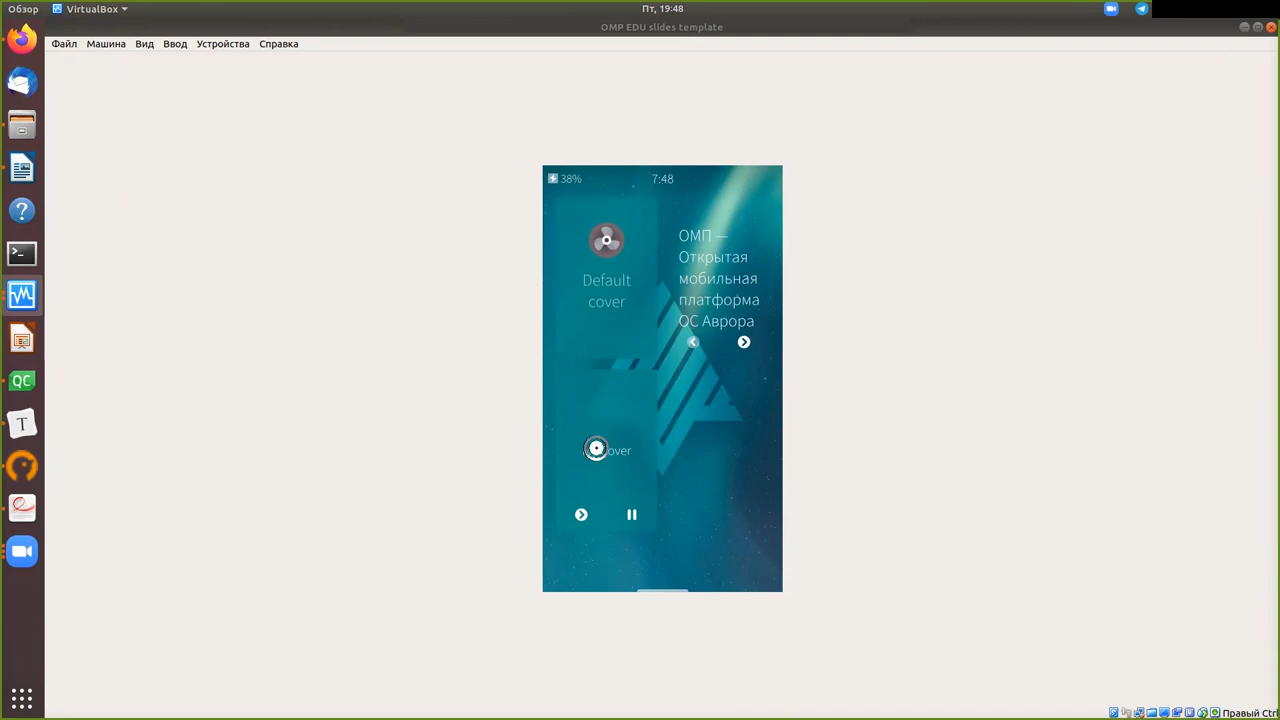 Обзор
VirtualBox
Пт, 19:48
OMP EDU slides template
Файл
Машина
Вид
Ввод
Устройства
Справка
38%
7:48
Default
cover
ОМП —
Открытая
мобильная
платформа
ОС Аврора
QC
T
Правый Ctrl